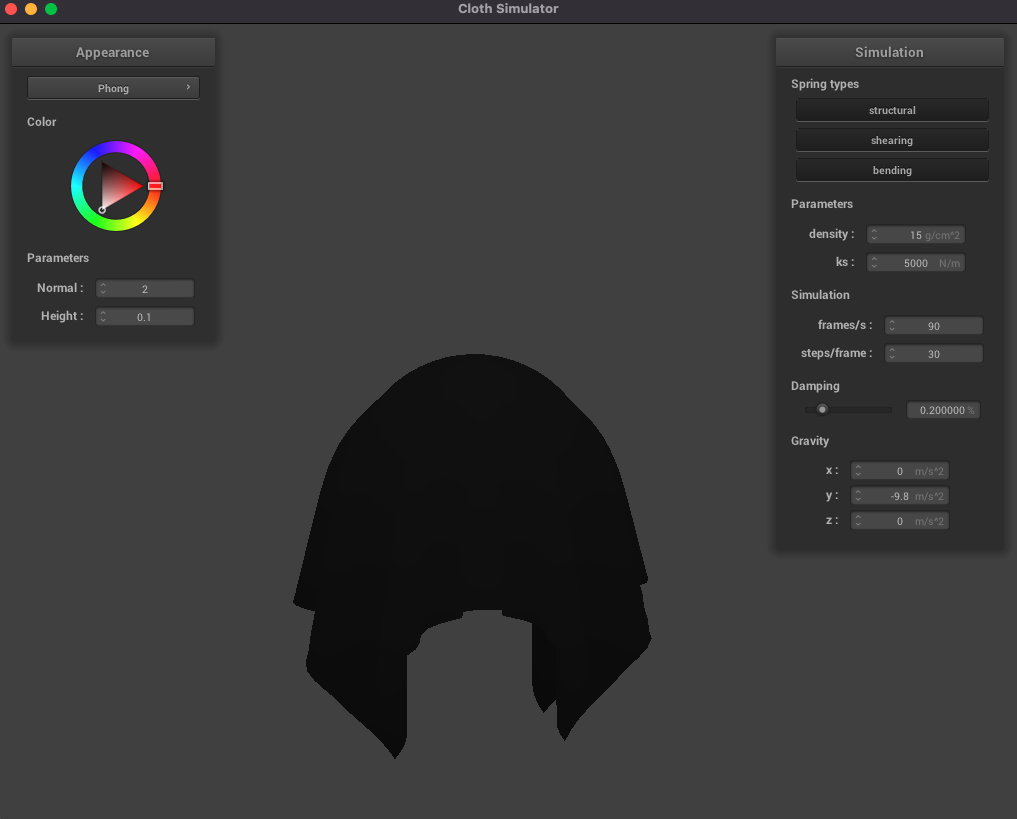 Cloth Simulator
Appearance
Phong
Color
Parameters
Normal : 2
Height : 0.1
Simulation
Spring types
structural
shearing
bending
Parameters
density : 15 g/cm^2
ks : 5000 N/m
Simulation
frames/s : 90
steps/frame : 30
Damping
0.200000 %
Gravity
x : 0 m/s^2
y : -9.8 m/s^2
z : 0 m/s^2